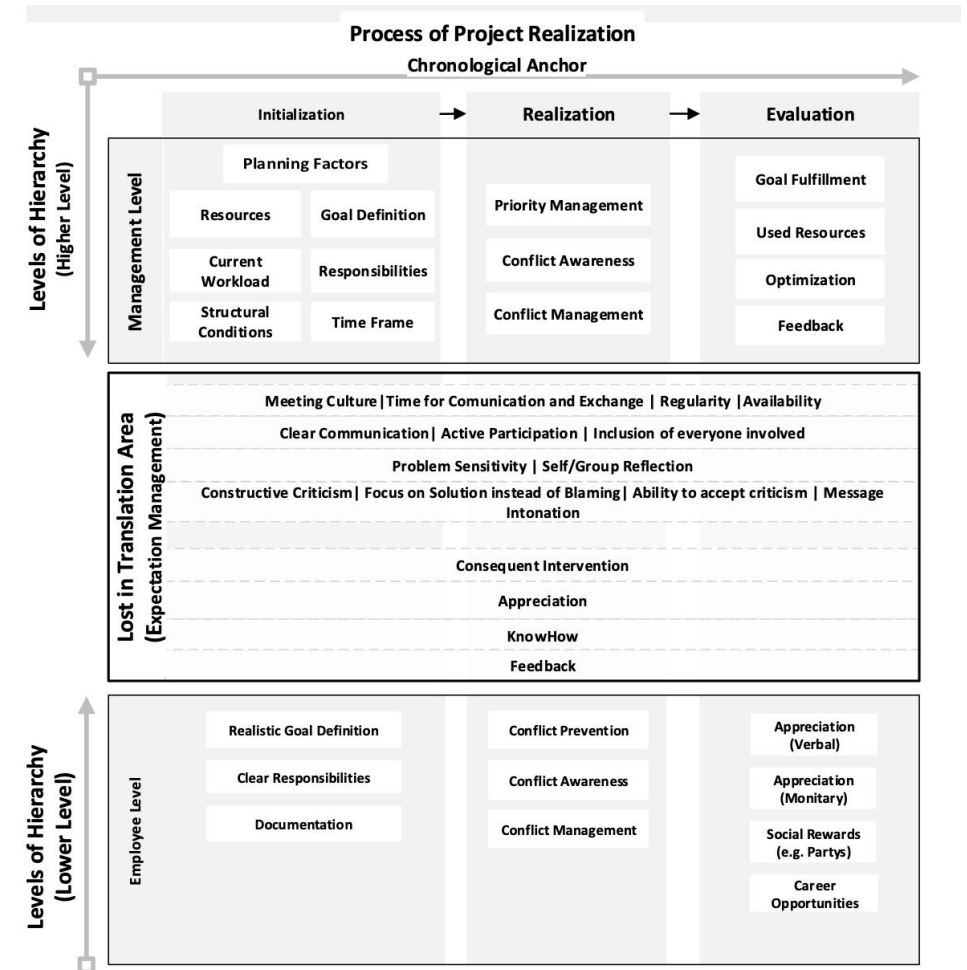 Process of Project Realization
Chronological Anchor
Initialization
Realization
Evaluation
Levels of Hierarchy
(Higher Level)
Management Level
Planning Factors
Resources
Goal Definition
Current
Workload
Responsibilities
Structural
Conditions
Time Frame
Priority Management
Conflict Awareness
Conflict Management
Goal Fulfillment
Used Resources
Optimization
Feedback
Lost in Translation Area
(Expectation Management)
Meeting Culture|Time for Comunication and Exchange | Regularity |Availability
Clear Communication| Active Participation | Inclusion of everyone involved
Problem Sensitivity | Self/Group Reflection
Constructive Criticism| Focus on Solution instead of Blaming| Ability to accept criticism | Message
Intonation
Consequent Intervention
Appreciation
KnowHow
Feedback
Levels of Hierarchy
(Lower Level)
Employee Level
Realistic Goal Definition
Clear Responsibilities
Documentation
Conflict Prevention
Conflict Awareness
Conflict Management
Appreciation
(Verbal)
Appreciation
(Monitary)
Social Rewards
(e.g. Partys)
Career
Opportunities